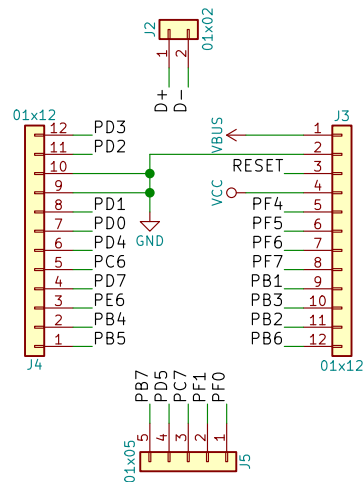 J2
01x02
1
2
D+
D-
01x12
12 PD3
11 PD2
10
9
8 PD1
7 PD0
6 PD4
5 PC6
4 PD7
3 PE6
2 PB4
1 PB5
J4
GND
J3
VBUS 1
2
RESET 3
VCC 4
PF4 5
PF5 6
PF6 7
PF7 8
PB1 9
PB3 10
PB2 11
PB6 12
01x12
PB7 5
PD5 4
PC7 3
PF1 2
PF0 1
01x05
J5